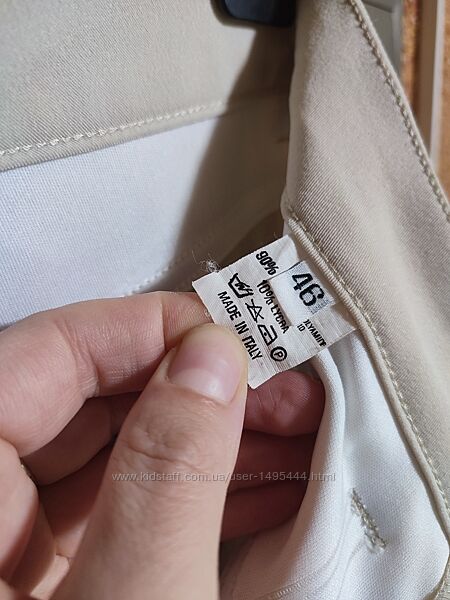 90%
10% LYCRA
MADE IN ITALY
P
46
www.kidstaff.com.ua/user-1495444.html